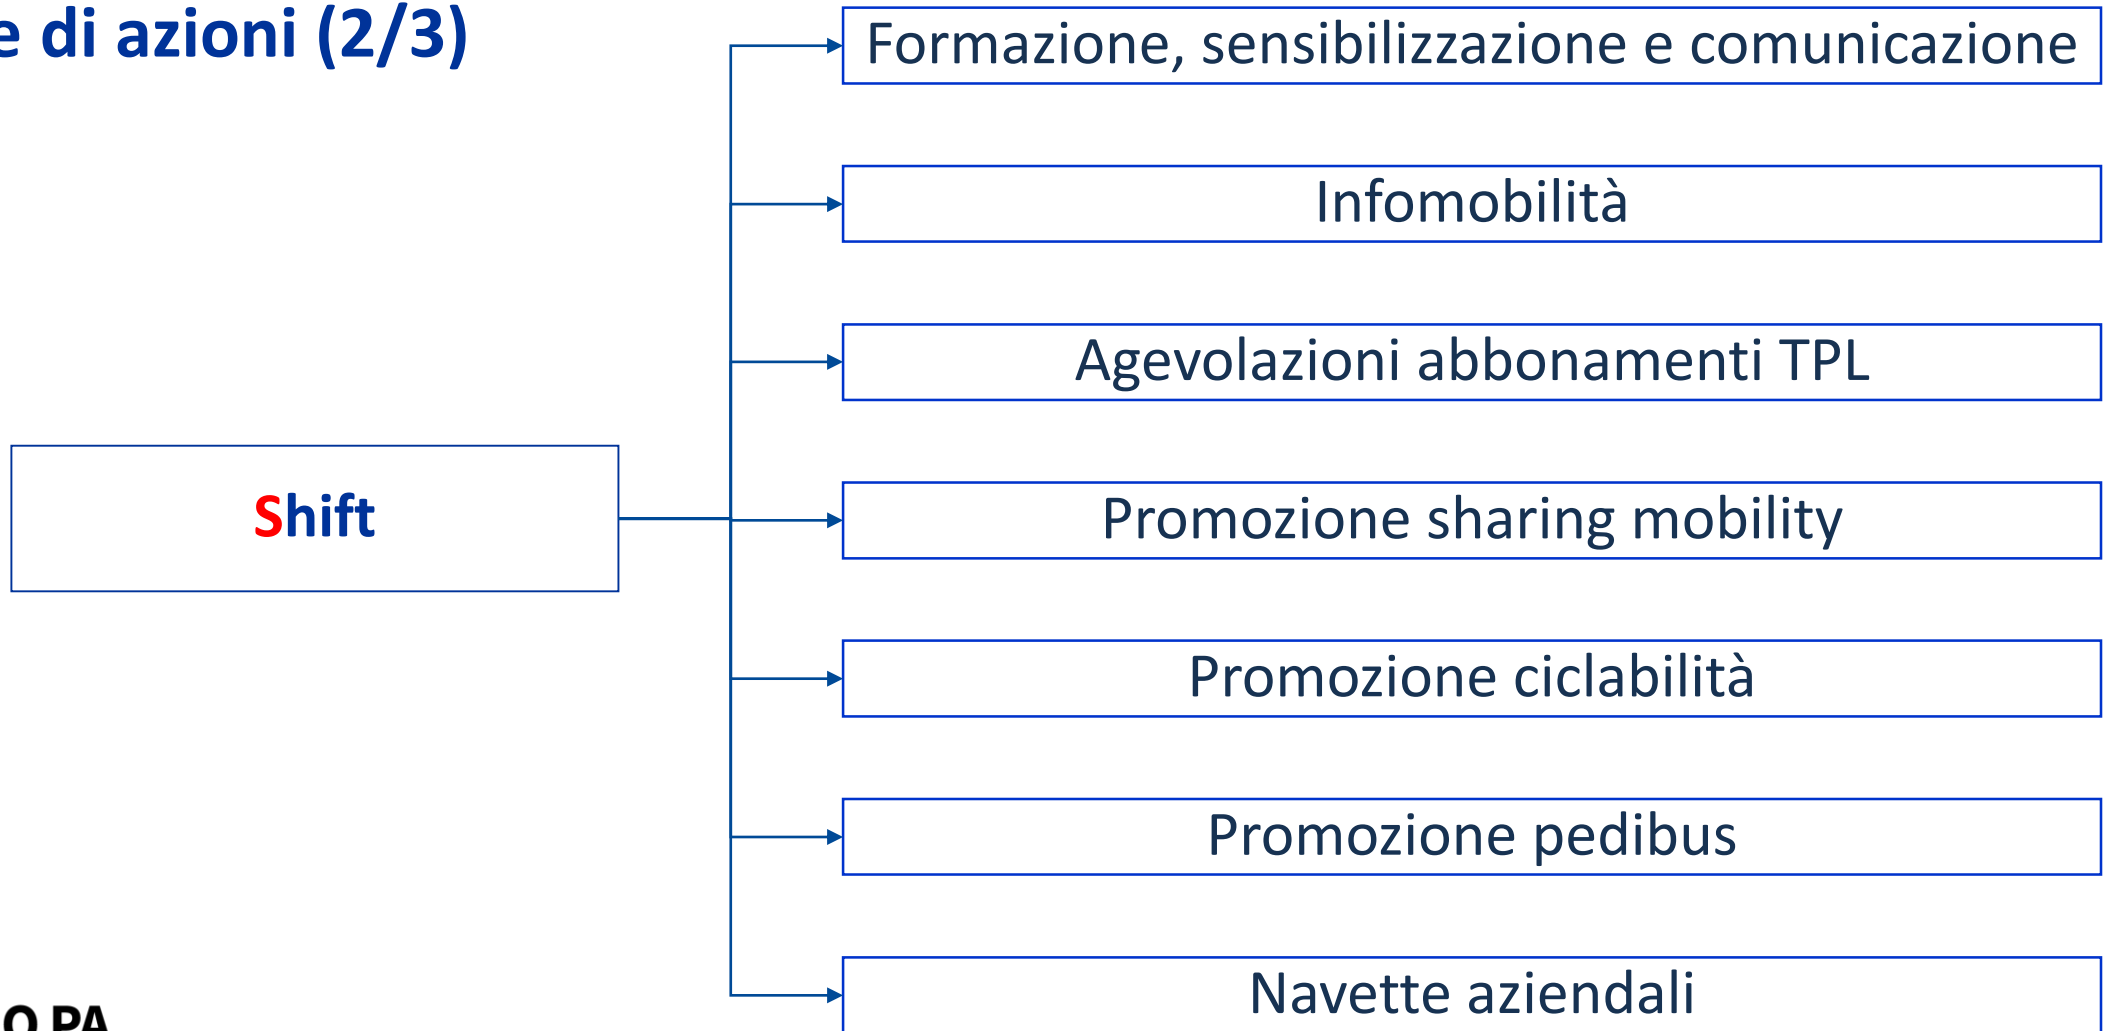 e di azioni (2/3)
Formazione, sensibilizzazione e comunicazione
Infomobilità
Agevolazioni abbonamenti TPL
Shift
Promozione sharing mobility
Promozione ciclabilità
Promozione pedibus
Navette aziendali
O PA